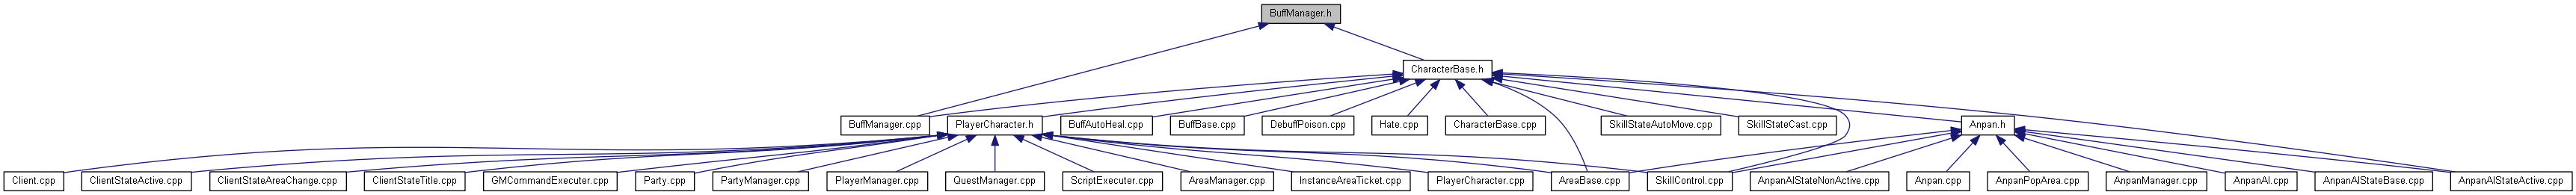 BuffManager.h
CharacterBase.h
BuffManager.cpp
PlayerCharacter.h
BuffAutoHeal.cpp
BuffBase.cpp
DebuffPoison.cpp
Hate.cpp
CharacterBase.cpp
SkillStateAutoMove.cpp
SkillStateCast.cpp
Anpan.h
Client.cpp
ClientStateActive.cpp
ClientStateAreaChange.cpp
ClientStateTitle.cpp
GMCommandExecuter.cpp
Party.cpp
PartyManager.cpp
PlayerManager.cpp
QuestManager.cpp
ScriptExecuter.cpp
AreaManager.cpp
InstanceAreaTicket.cpp
PlayerCharacter.cpp
AreaBase.cpp
SkillControl.cpp
AnpanAIStateNonActive.cpp
Anpan.cpp
AnpanPopArea.cpp
AnpanManager.cpp
AnpanAI.cpp
AnpanAIStateBase.cpp
AnpanAIStateActive.cpp